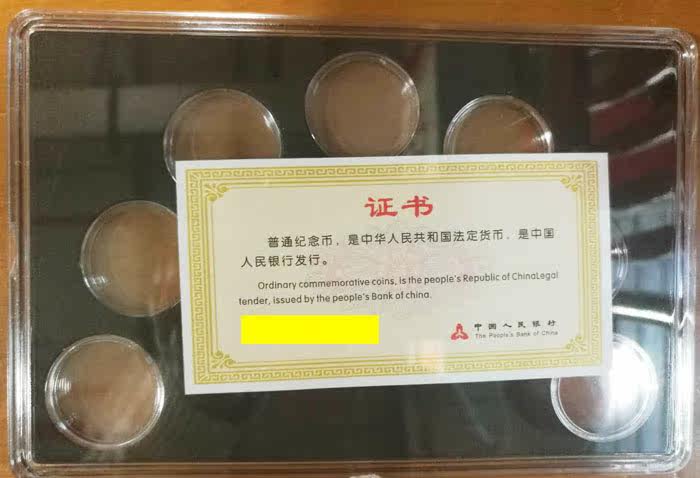 证书
普通纪念币，是中华人民共和国法定货币，是中国
人民银行发行。
Ordinary commemorative coins, is the people's Republic of ChinaLegal
tender, issued by the people's Bank of china.
中国人民银行
The People's Bank of China